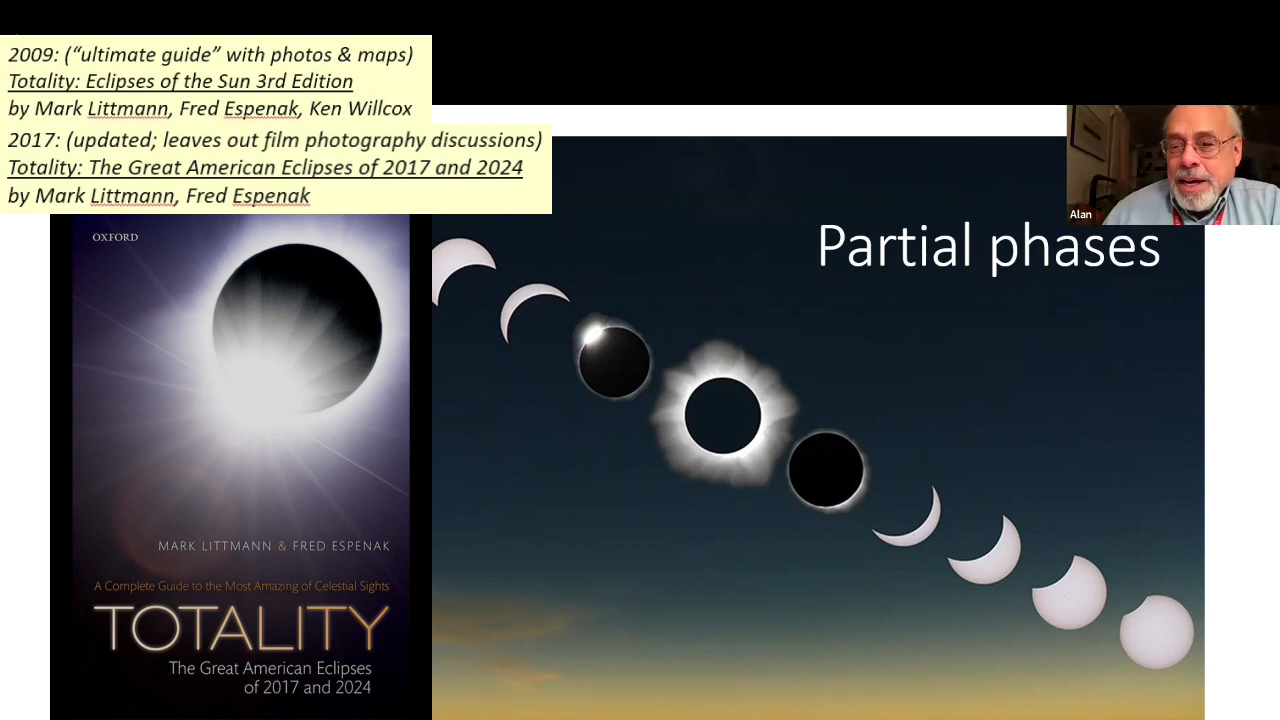 2009: (“ultimate guide” with photos & maps)
Totality: Eclipses of the Sun 3rd Edition
by Mark Littmann, Fred Espenak, Ken Willcox
2017: (updated; leaves out film photography discussions)
Totality: The Great American Eclipses of 2017 and 2024
by Mark Littmann, Fred Espenak
Alan
Partial phases
OXFORD
MARK LITTMANN & FRED ESPENAK
A Complete Guide to the Most Amazing of Celestial Sights
TOTALITY
The Great American Eclipses
of 2017 and 2024